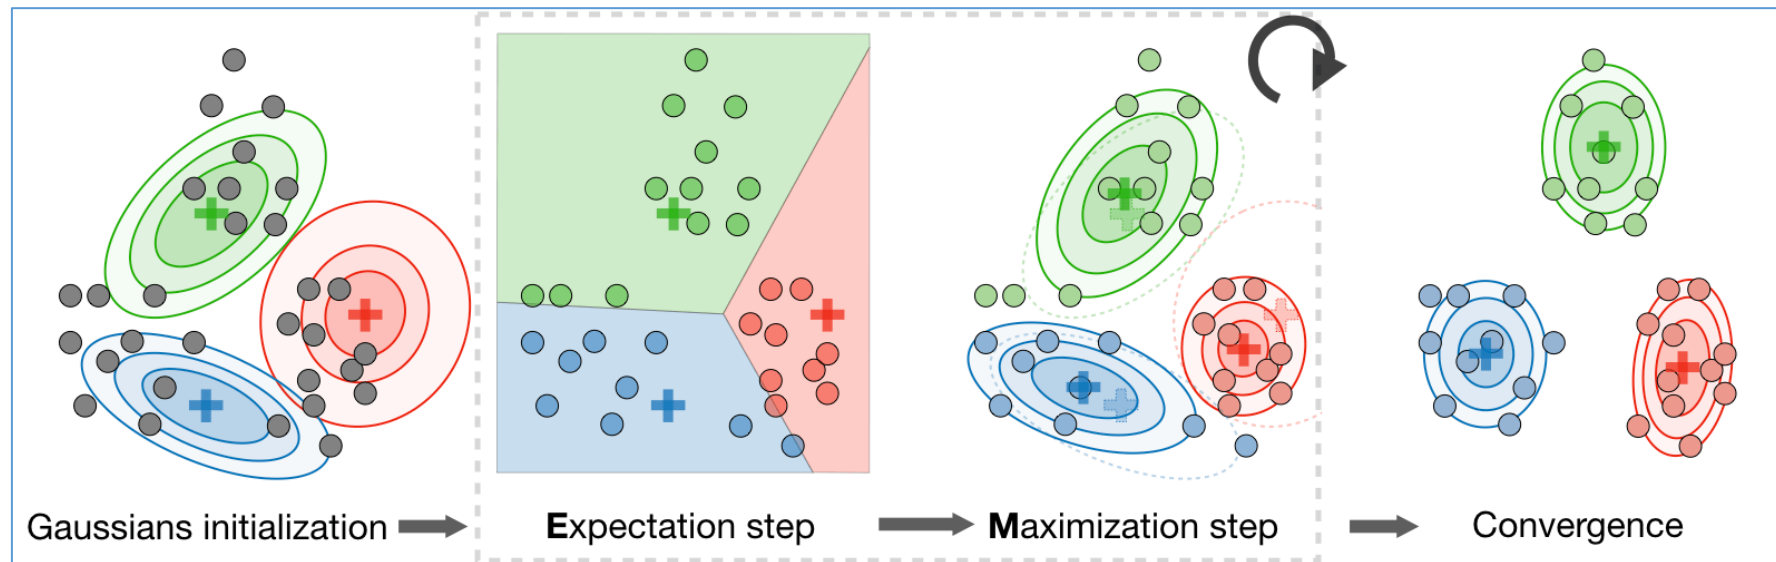 Gaussians initialization
Expectation step
Maximization step
Convergence